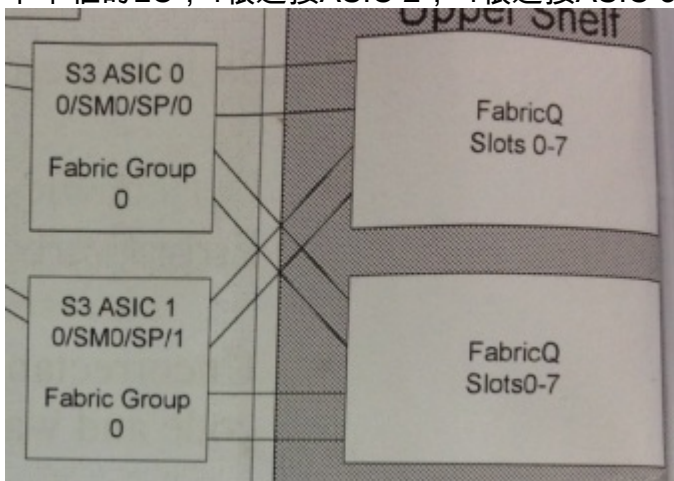 Upper Shelf
S3 ASIC 0
0/SM0/SP/0
Fabric Group
0
FabricQ
Slots 0-7
S3 ASIC 1
0/SM0/SP/1
Fabric Group
0
FabricQ
Slots0-7